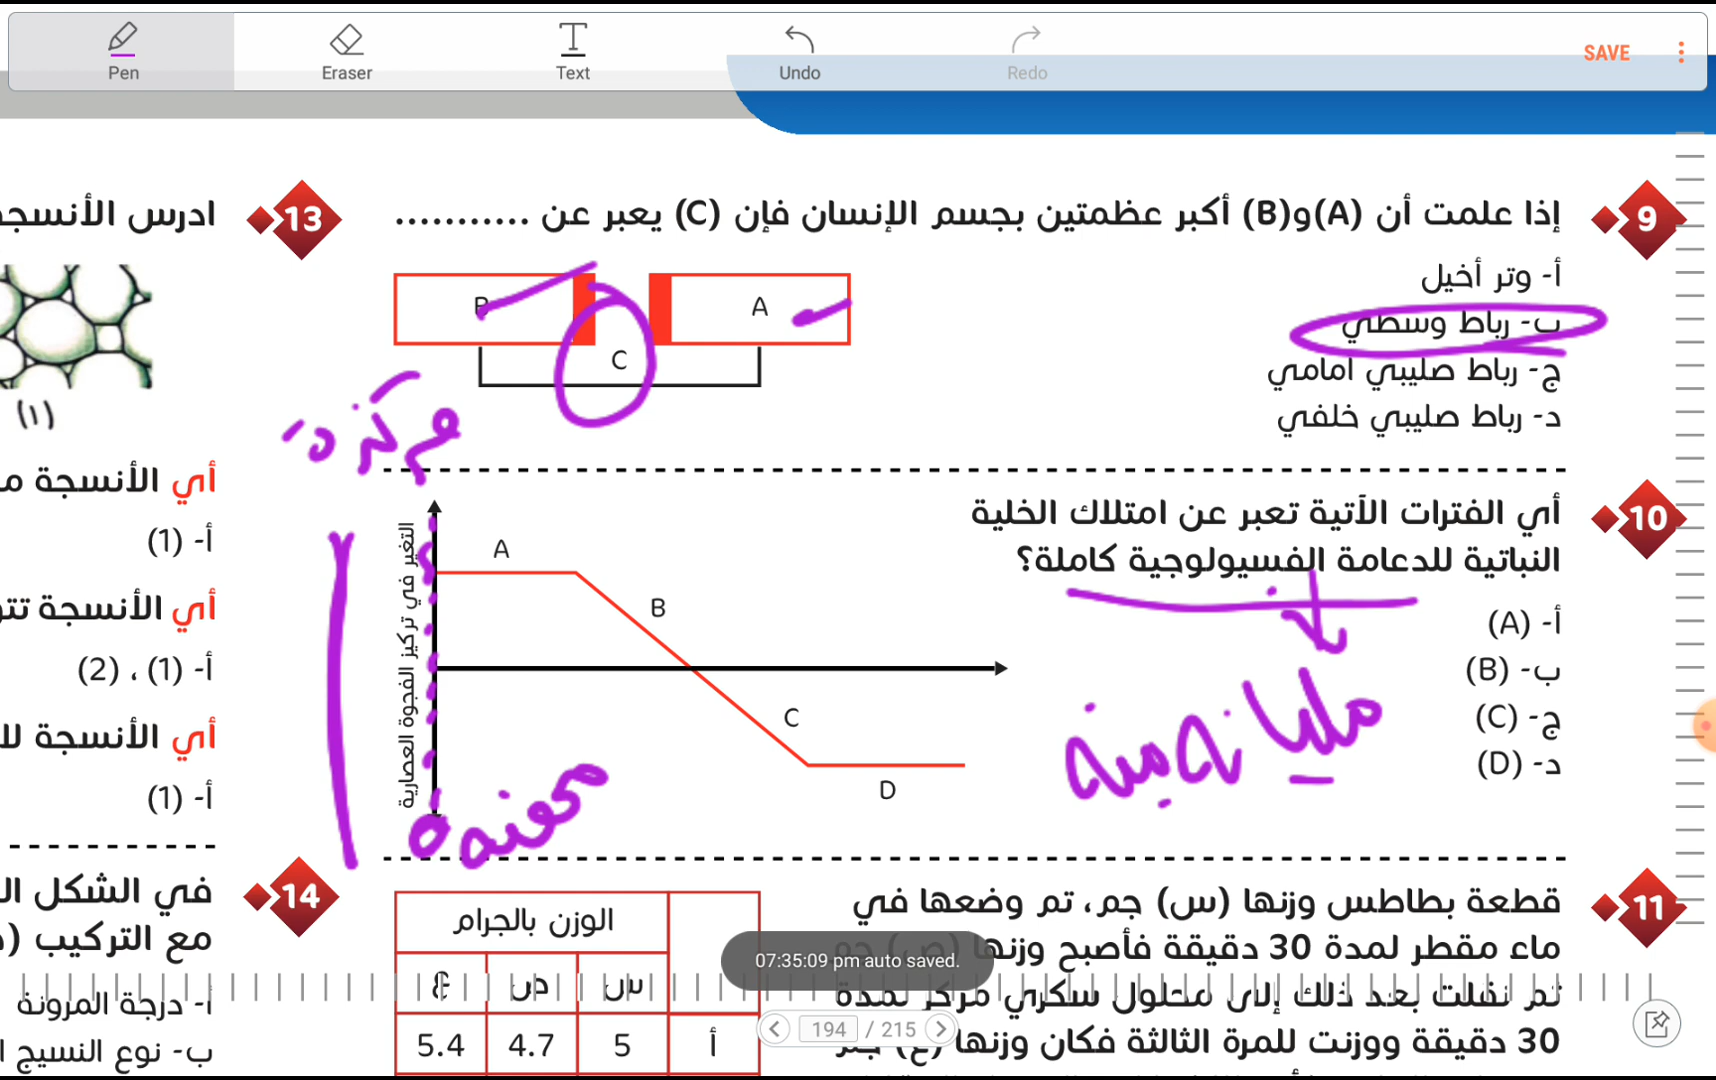 Pen
Eraser
Text
Undo
Redo
SAVE
9
إذا علمت أن (A)و(B) أكبر عظمتين بجسم الإنسان فإن (C) يعبر عن ...........
أ- وتر أخيل
ب- رباط وسطي
ج- رباط صليبي أمامي
د- رباط صليبي خلفي
B
A
C
مركزة
10
أي الفترات الآتية تعبر عن امتلاك الخلية
النباتية للدعامة الفسيولوجية كاملة؟
أ- (A)
ب- (B)
ج- (C)
د- (D)
التغير في تركيز الفجوة العصارية
A
B
C
D
11
قطعة بطاطس وزنها (س) جم، تم وضعها في
ماء مقطر لمدة 30 دقيقة فأصبح وزنها (ص) جم
ثم نقلت بعد ذلك إلى محلول سكري مركز لمدة
30 دقيقة ووزنت للمرة الثالثة فكان وزنها (ع) جم
الوزن بالجرام
س ص ع
أ 5 4.7 5.4
07:35:09 pm auto saved.
194 / 215
13
ادرس الأنسجة
(١)
أي الأنسجة
أ- (1)
أي الأنسجة
أ- (1) ، (2)
أي الأنسجة
أ- (1)
14
في الشكل
مع التركيب
أ- درجة المرونة
ب- نوع النسيج